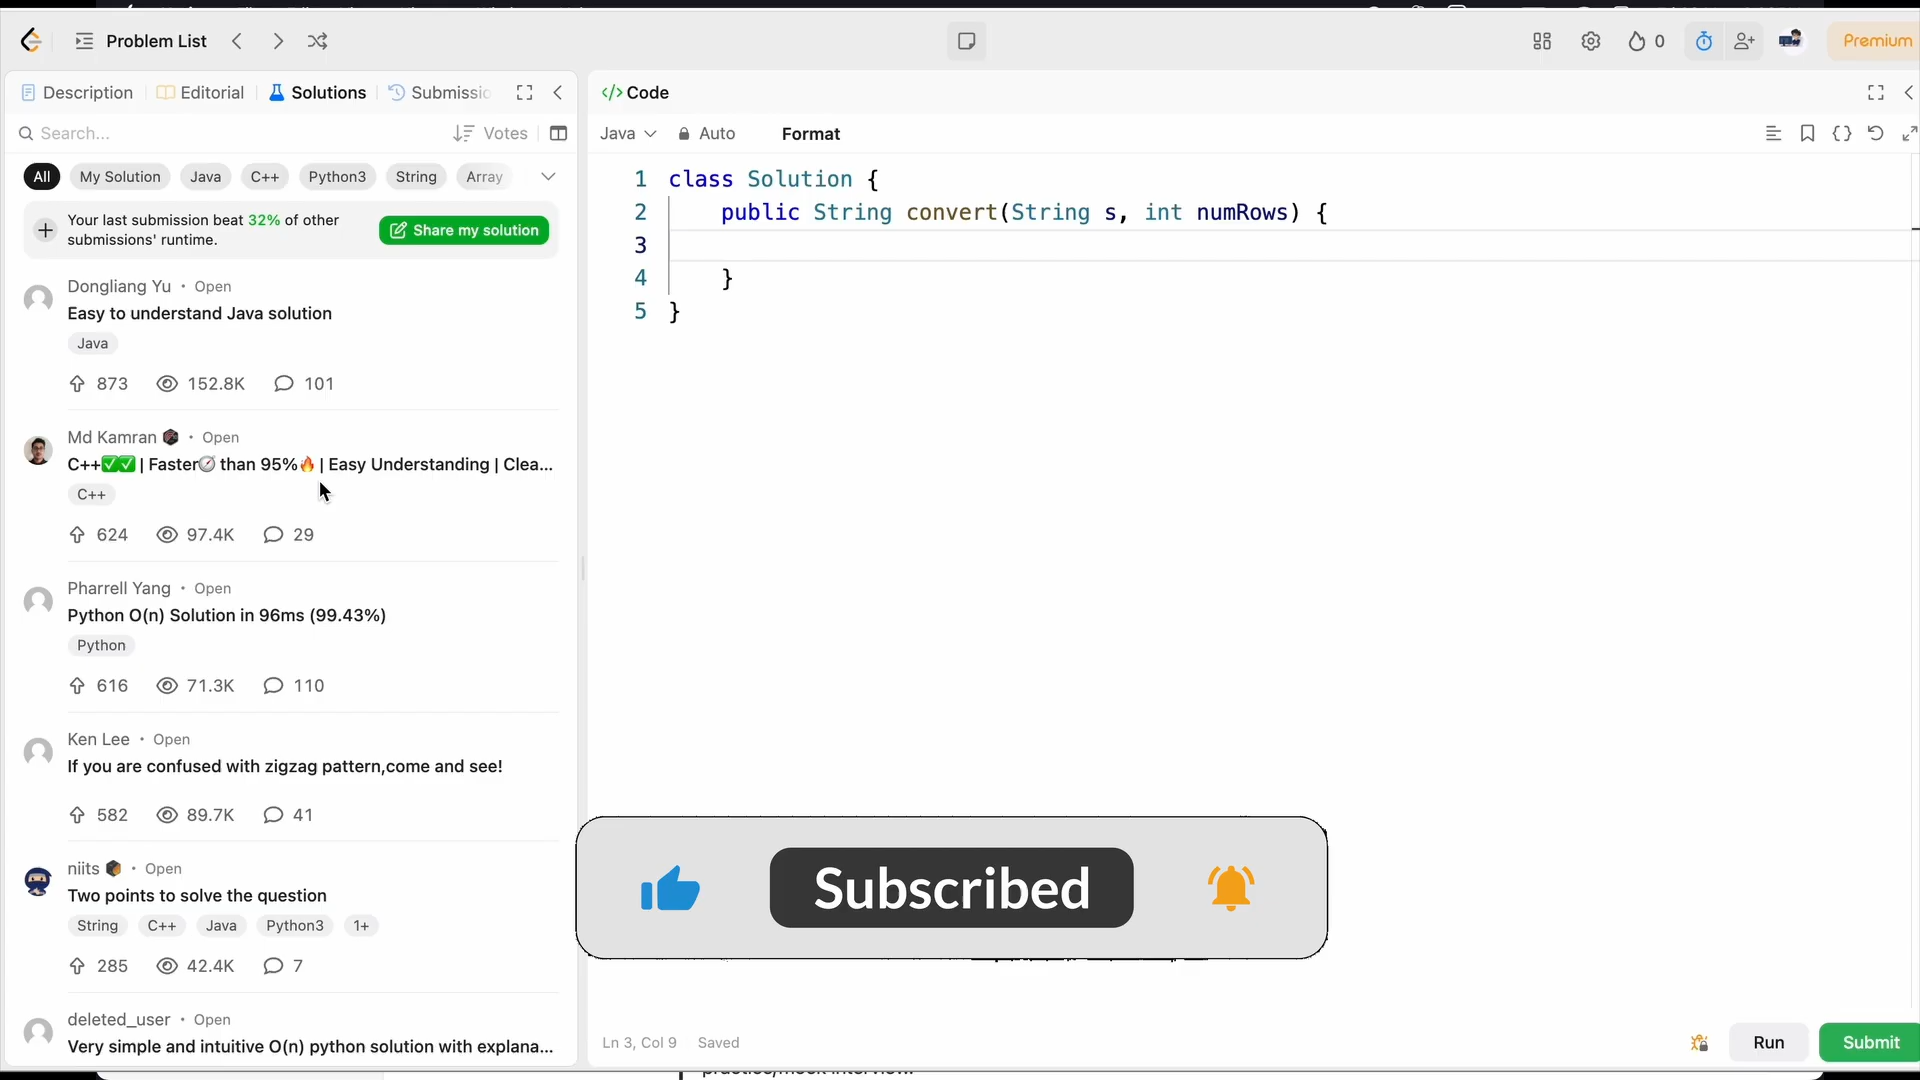 Problem List
0
Premium
Description
Editorial
Solutions
Submissio
</> Code
Search...
Votes
Java
Auto
Format
All
My Solution
Java
C++
Python3
String
Array
Your last submission beat 32% of other
submissions' runtime.
Share my solution
Dongliang Yu • Open
Easy to understand Java solution
Java
873
152.8K
101
Md Kamran • Open
C++✅✅ | Faster🧭 than 95%🔥 | Easy Understanding | Clea...
C++
624
97.4K
29
Pharrell Yang • Open
Python O(n) Solution in 96ms (99.43%)
Python
616
71.3K
110
Ken Lee • Open
If you are confused with zigzag pattern,come and see!
582
89.7K
41
niits • Open
Two points to solve the question
String
C++
Java
Python3
1+
285
42.4K
7
deleted_user • Open
Very simple and intuitive O(n) python solution with explana...
1 class Solution {
2 public String convert(String s, int numRows) {
3
4 }
5 }
Subscribed
Ln 3, Col 9
Saved
Run
Submit